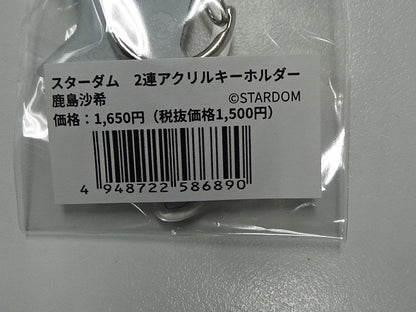 スターダム　2連アクリルキーホルダー
鹿島沙希　©STARDOM
価格：1,650円（税抜価格1,500円）
4 948722 586890